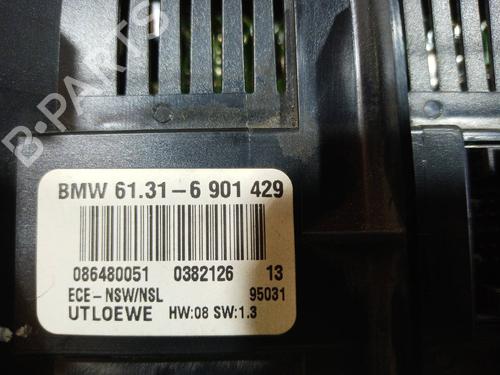 B-PARTS
BMW 61.31-6 901 429
086480051 0382126 13
ECE-NSW/NSL 95031
UTLOEWE HW:08 SW:1.3